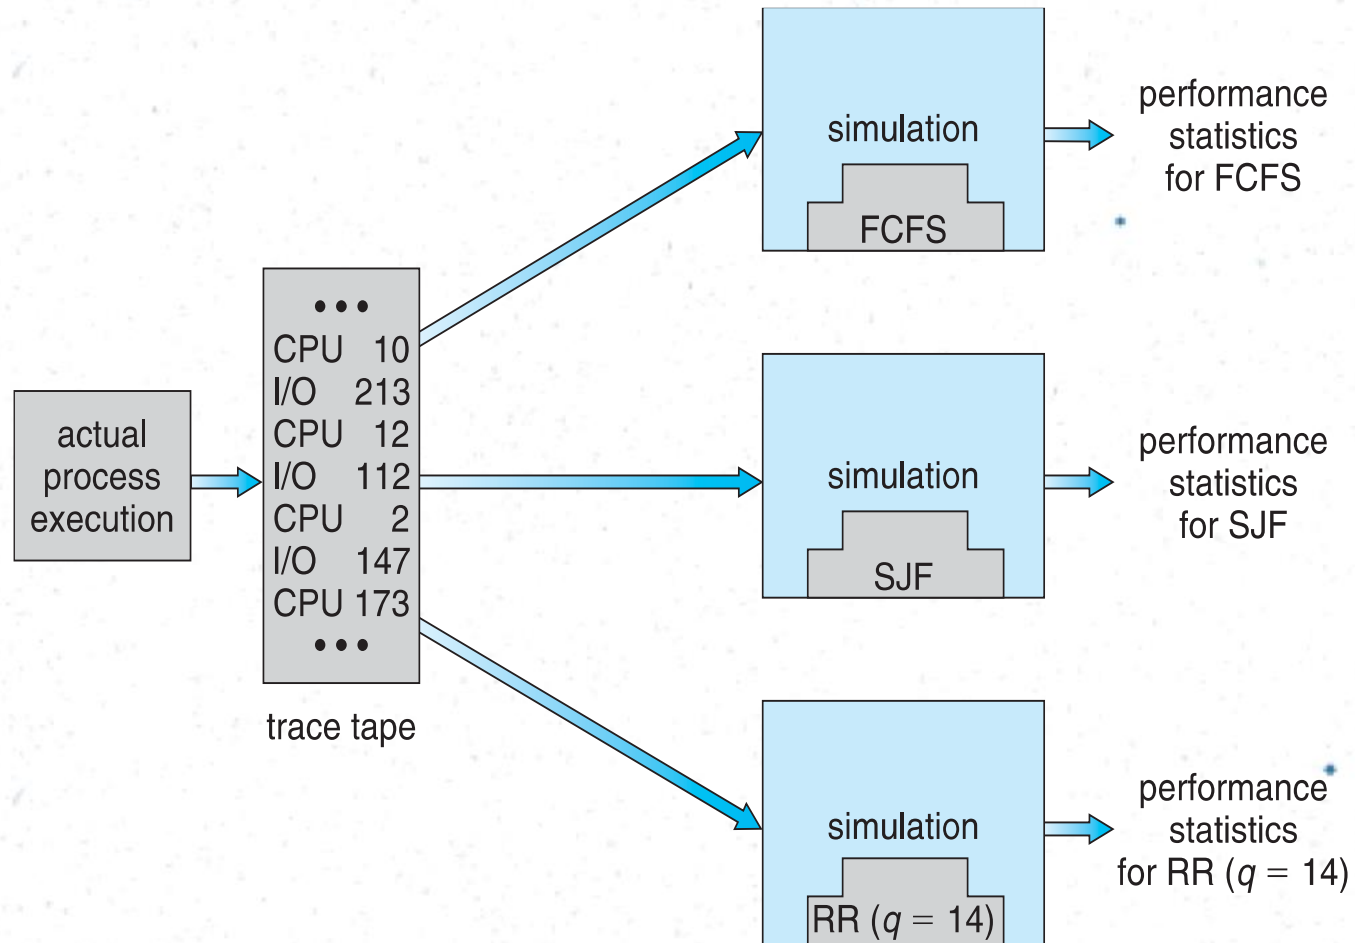 actual
process
execution
• • •
CPU 10
I/O 213
CPU 12
I/O 112
CPU 2
I/O 147
CPU 173
• • •
trace tape
simulation
FCFS
performance
statistics
for FCFS
simulation
SJF
performance
statistics
for SJF
simulation
RR (q = 14)
performance
statistics
for RR (q = 14)